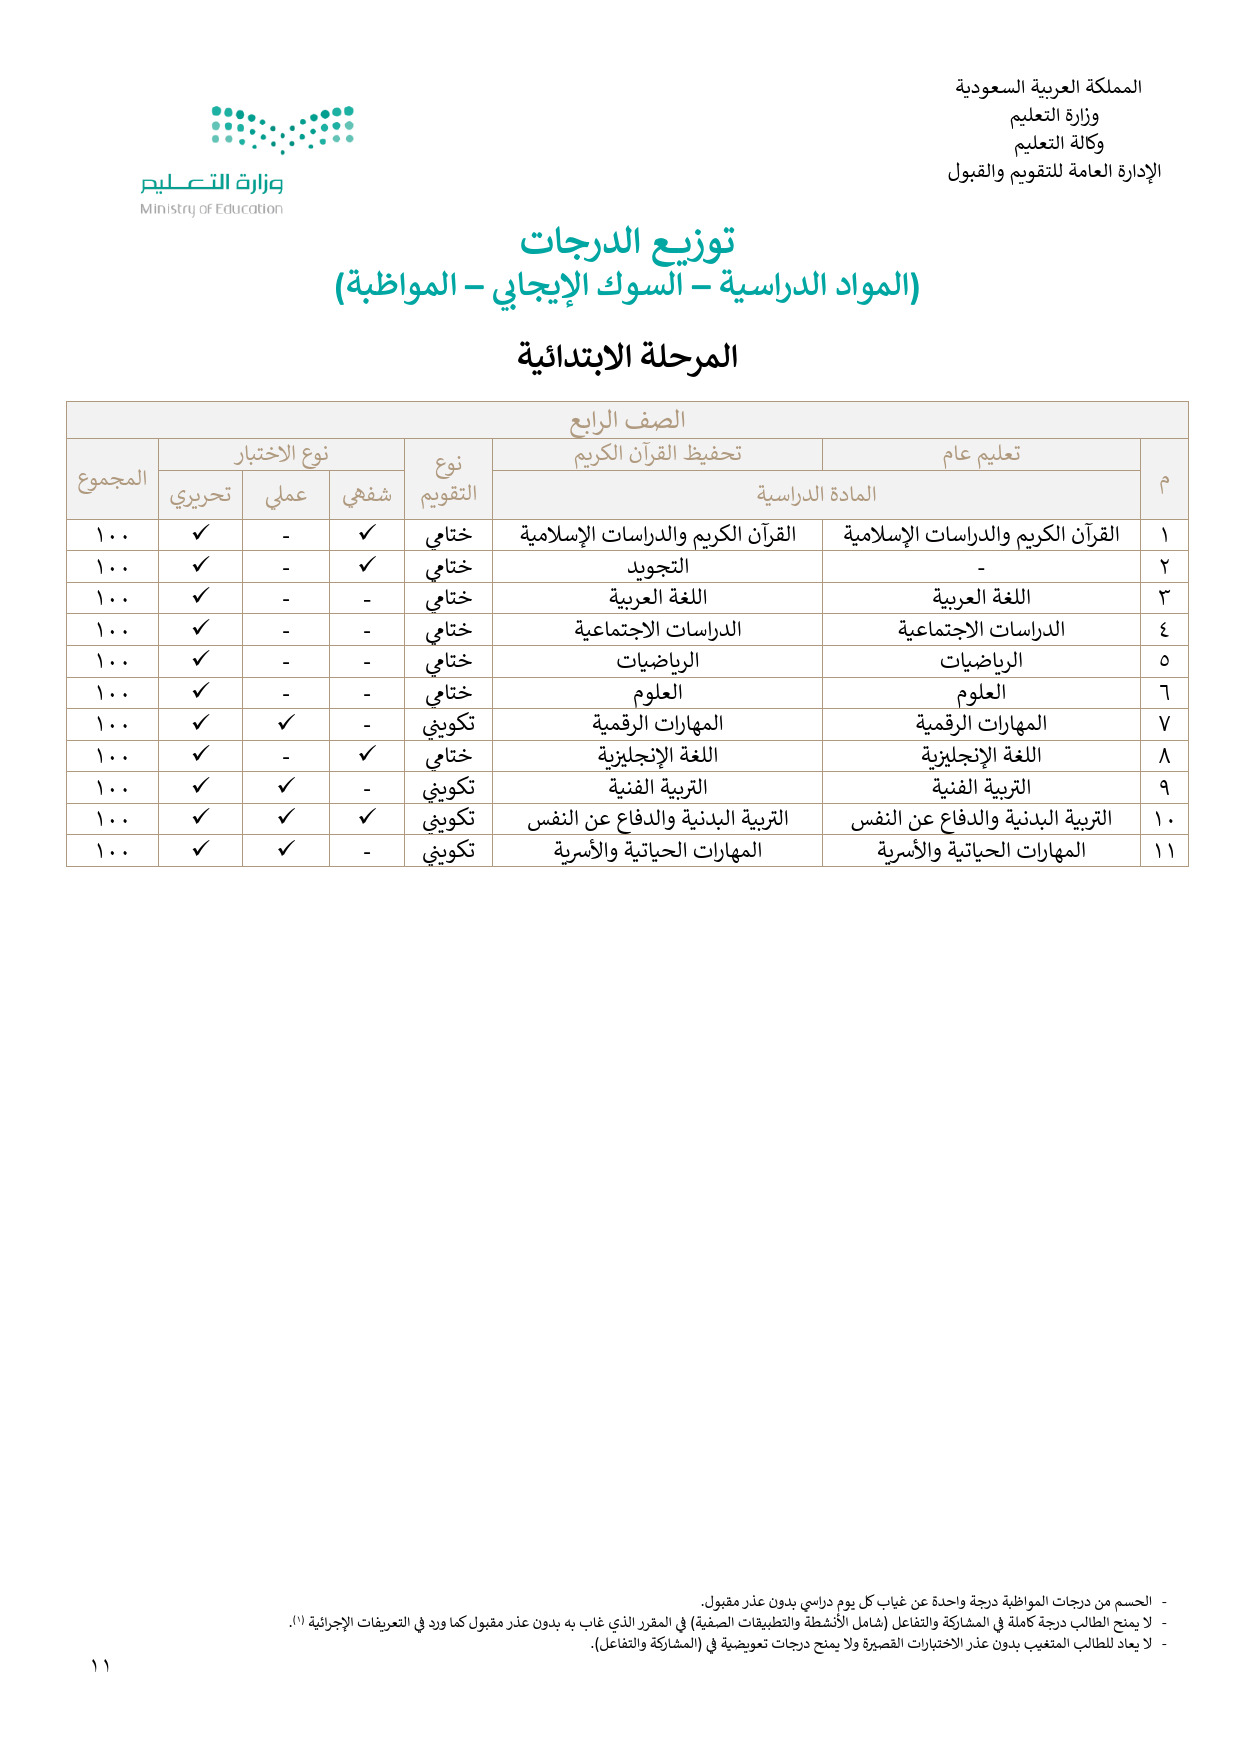 المملكة العربية السعودية
وزارة التعليم
وكالة التعليم
الإدارة العامة للتقويم والقبول
وزارة التعـــليم
Ministry of Education
توزيع الدرجات
(المواد الدراسية – السوك الإيجابي – المواظبة)
المرحلة الابتدائية
الصف الرابع
م تعليم عام تحفيظ القرآن الكريم نوع التقويم نوع الاختبار المجموع
المادة الدراسية شفهي عملي تحريري
١ القرآن الكريم والدراسات الإسلامية القرآن الكريم والدراسات الإسلامية ختامي ✓ - ✓ ١٠٠
٢ - التجويد ختامي ✓ - ✓ ١٠٠
٣ اللغة العربية اللغة العربية ختامي - - ✓ ١٠٠
٤ الدراسات الاجتماعية الدراسات الاجتماعية ختامي - - ✓ ١٠٠
٥ الرياضيات الرياضيات ختامي - - ✓ ١٠٠
٦ العلوم العلوم ختامي - - ✓ ١٠٠
٧ المهارات الرقمية المهارات الرقمية تكويني - ✓ ✓ ١٠٠
٨ اللغة الإنجليزية اللغة الإنجليزية ختامي ✓ - ✓ ١٠٠
٩ التربية الفنية التربية الفنية تكويني - ✓ ✓ ١٠٠
١٠ التربية البدنية والدفاع عن النفس التربية البدنية والدفاع عن النفس تكويني ✓ ✓ ✓ ١٠٠
١١ المهارات الحياتية والأسرية المهارات الحياتية والأسرية تكويني - ✓ ✓ ١٠٠
- الحسم من درجات المواظبة درجة واحدة عن غياب كل يوم دراسي بدون عذر مقبول.
- لا يمنح الطالب درجة كاملة في المشاركة والتفاعل (شامل الأنشطة والتطبيقات الصفية) في المقرر الذي غاب به بدون عذر مقبول كما ورد في التعريفات الإجرائية (١).
- لا يعاد للطالب المتغيب بدون عذر الاختبارات القصيرة ولا يمنح درجات تعويضية في (المشاركة والتفاعل).
١١